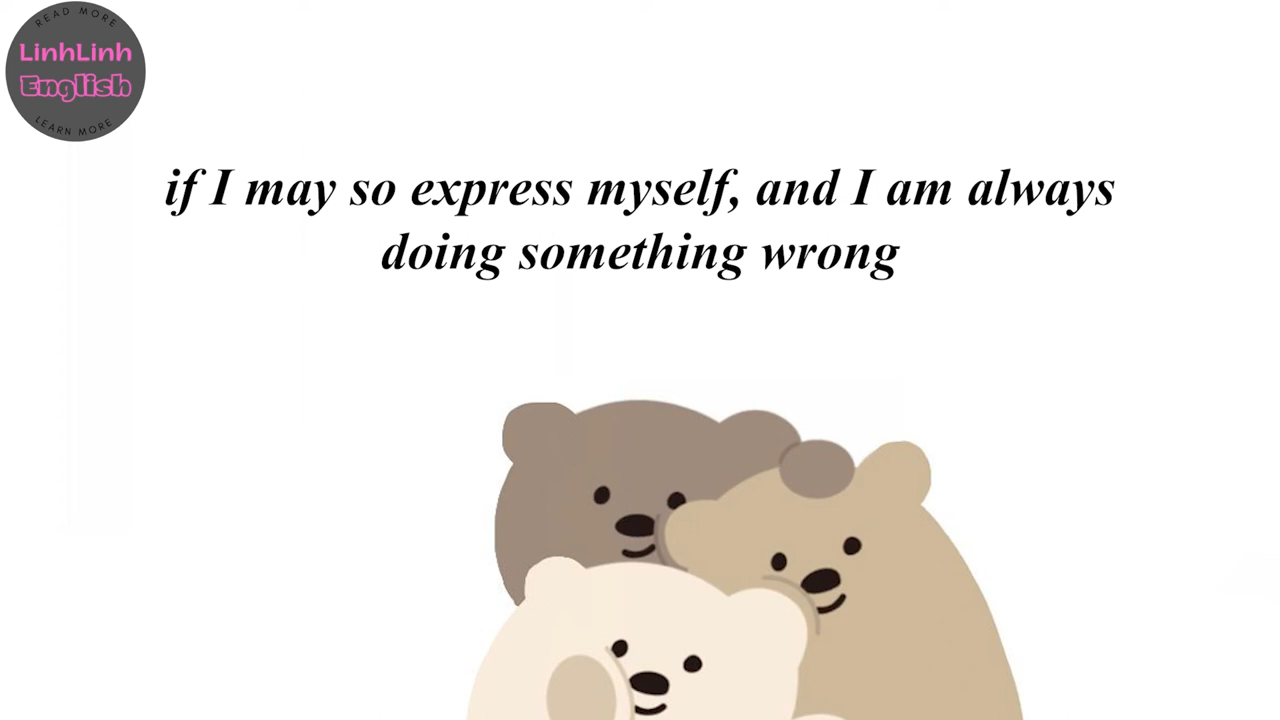 READ MORE
LinhLinh
English
LEARN MORE
if I may so express myself, and I am always
doing something wrong